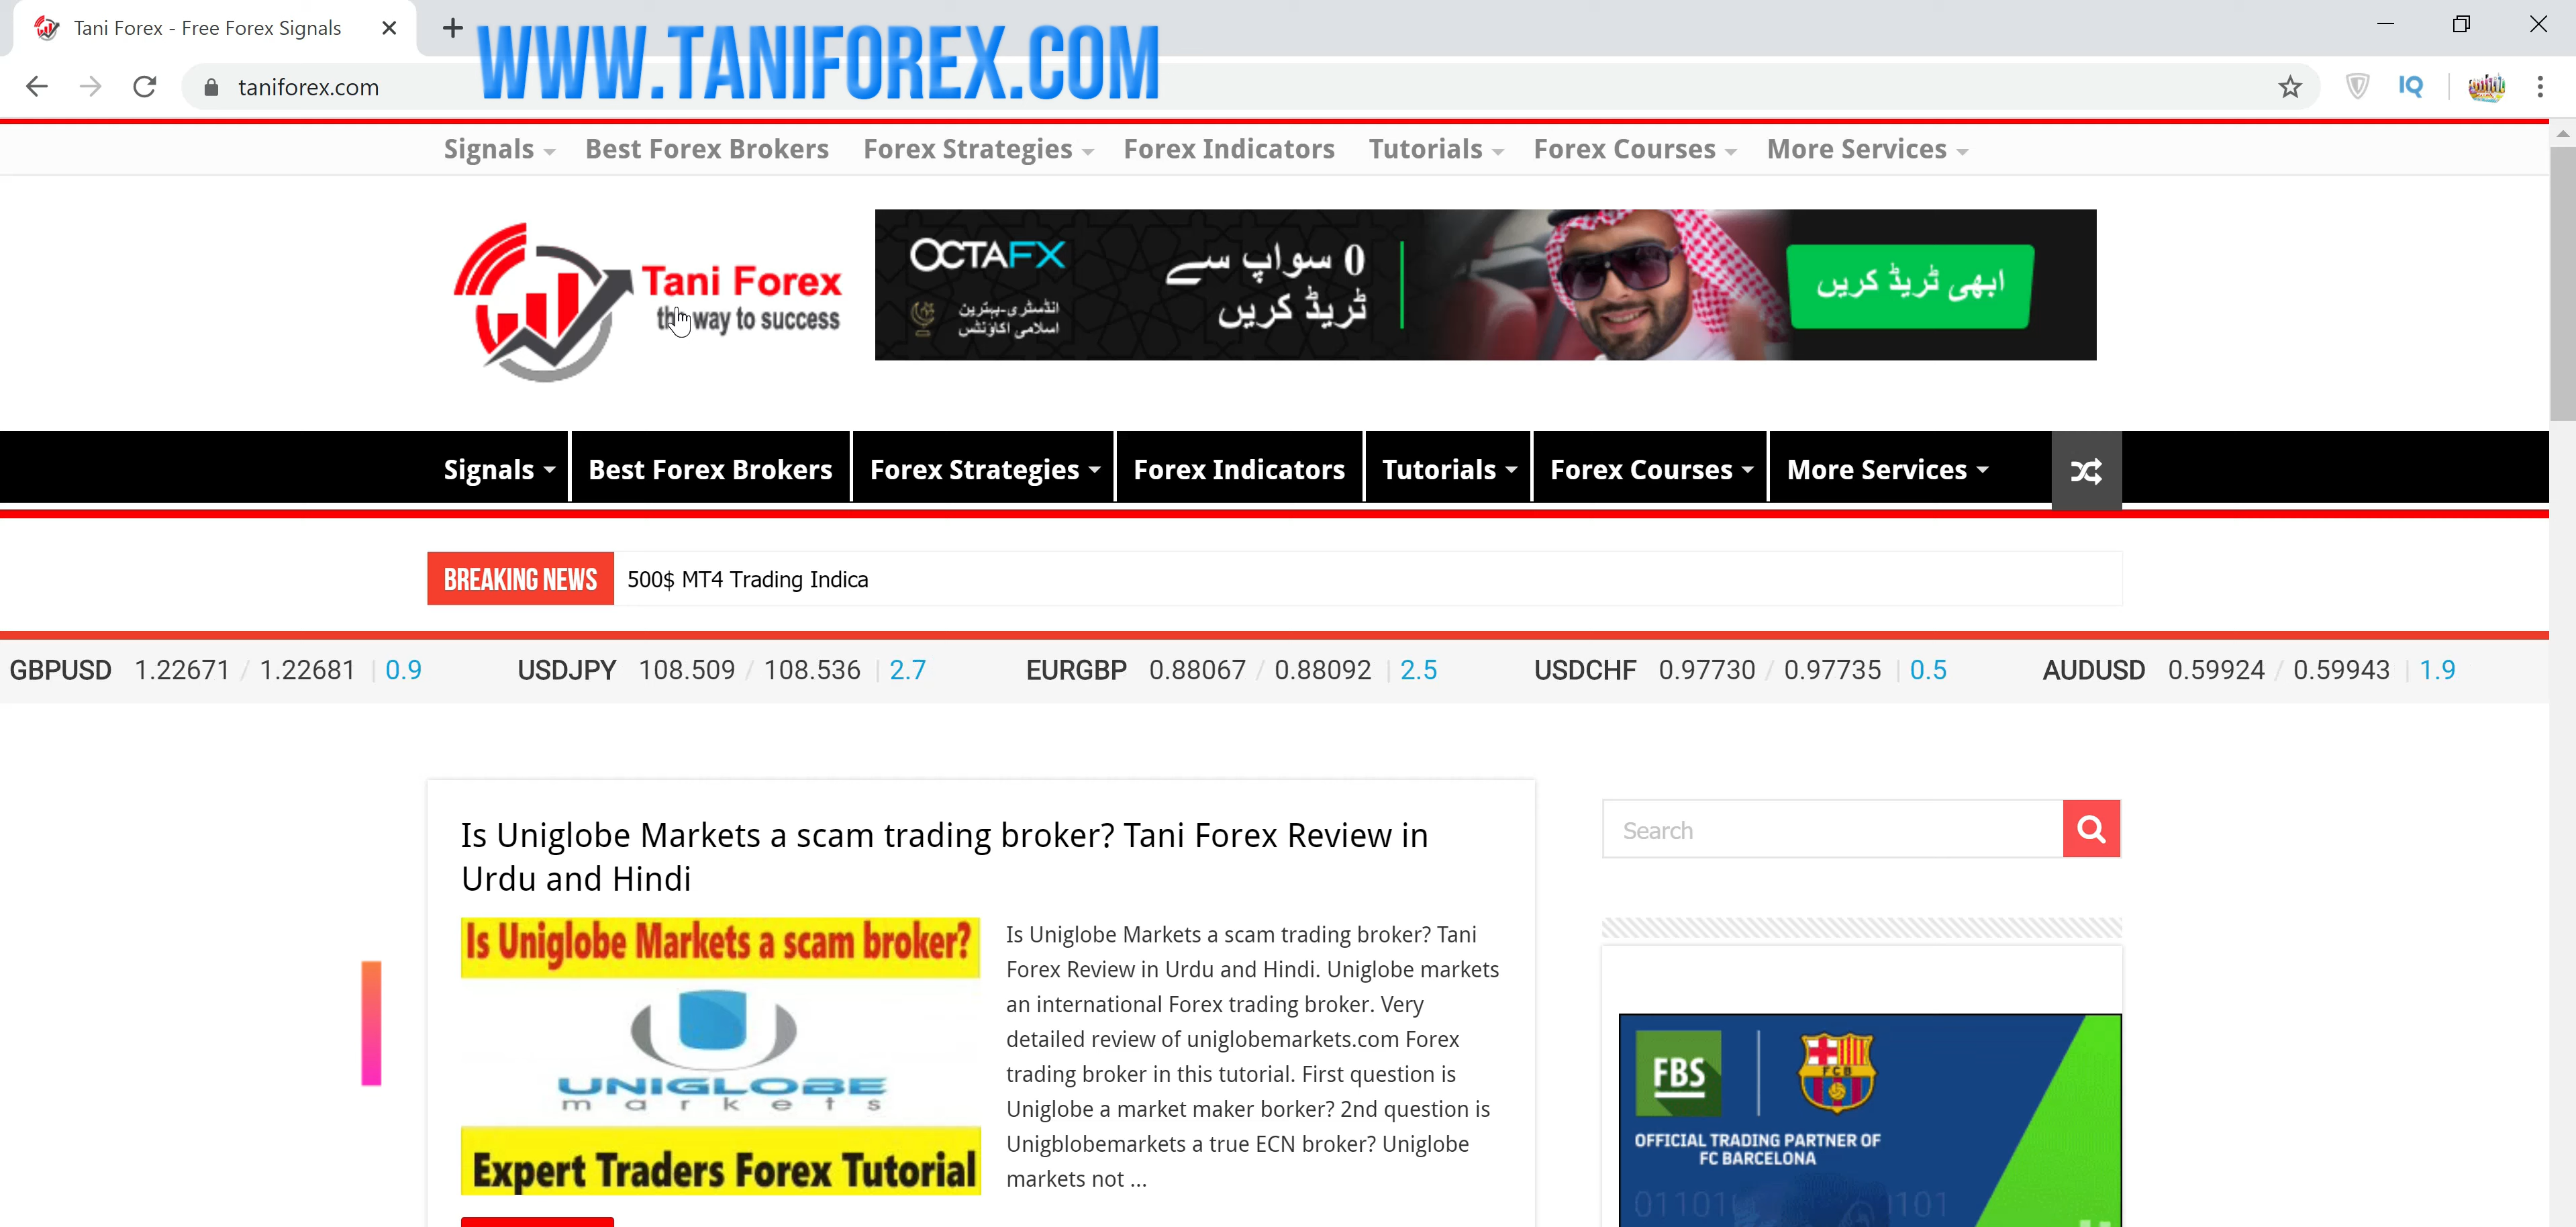 Tani Forex - Free Forex Signals
WWW.TANIFOREX.COM
taniforex.com
IQ
Signals Best Forex Brokers Forex Strategies Forex Indicators Tutorials Forex Courses More Services
Tani Forex
the way to success
OCTAFX
انڈسٹری-بہترین
اسلامی اکاؤنٹس
0 سواپ سے
ٹریڈ کریں
ابھی ٹریڈ کریں
Signals Best Forex Brokers Forex Strategies Forex Indicators Tutorials Forex Courses More Services
BREAKING NEWS 500$ MT4 Trading Indica
GBPUSD 1.22671 / 1.22681 | 0.9 USDJPY 108.509 / 108.536 | 2.7 EURGBP 0.88067 / 0.88092 | 2.5 USDCHF 0.97730 / 0.97735 | 0.5 AUDUSD 0.59924 / 0.59943 | 1.9
Is Uniglobe Markets a scam trading broker? Tani Forex Review in
Urdu and Hindi
Is Uniglobe Markets a scam broker?
UNIGLOBE
markets
Expert Traders Forex Tutorial
Is Uniglobe Markets a scam trading broker? Tani
Forex Review in Urdu and Hindi. Uniglobe markets
an international Forex trading broker. Very
detailed review of uniglobemarkets.com Forex
trading broker in this tutorial. First question is
Uniglobe a market maker borker? 2nd question is
Unigblobemarkets a true ECN broker? Uniglobe
markets not ...
Search
FBS
FCB
OFFICIAL TRADING PARTNER OF
FC BARCELONA